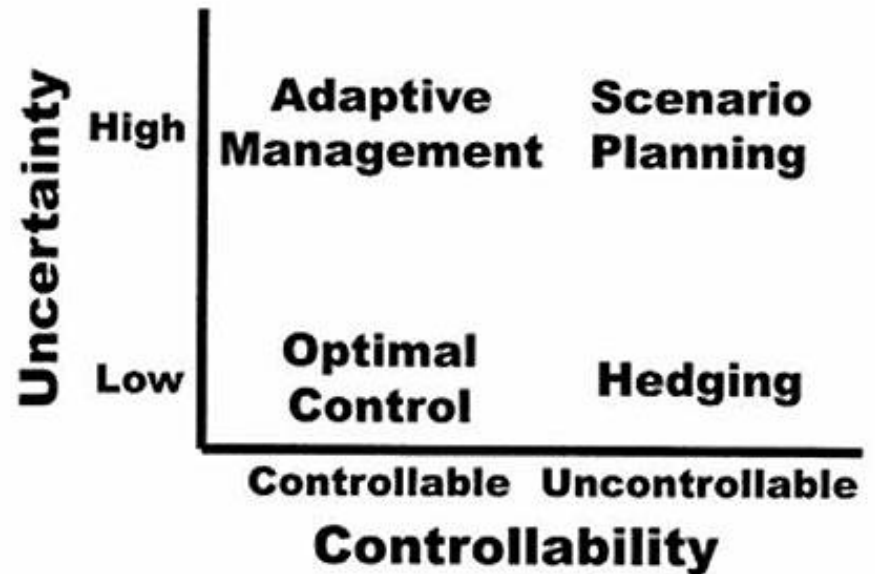 Uncertainty
High
Adaptive
Management
Scenario
Planning
Low
Optimal
Control
Hedging
Controllable
Uncontrollable
Controllability